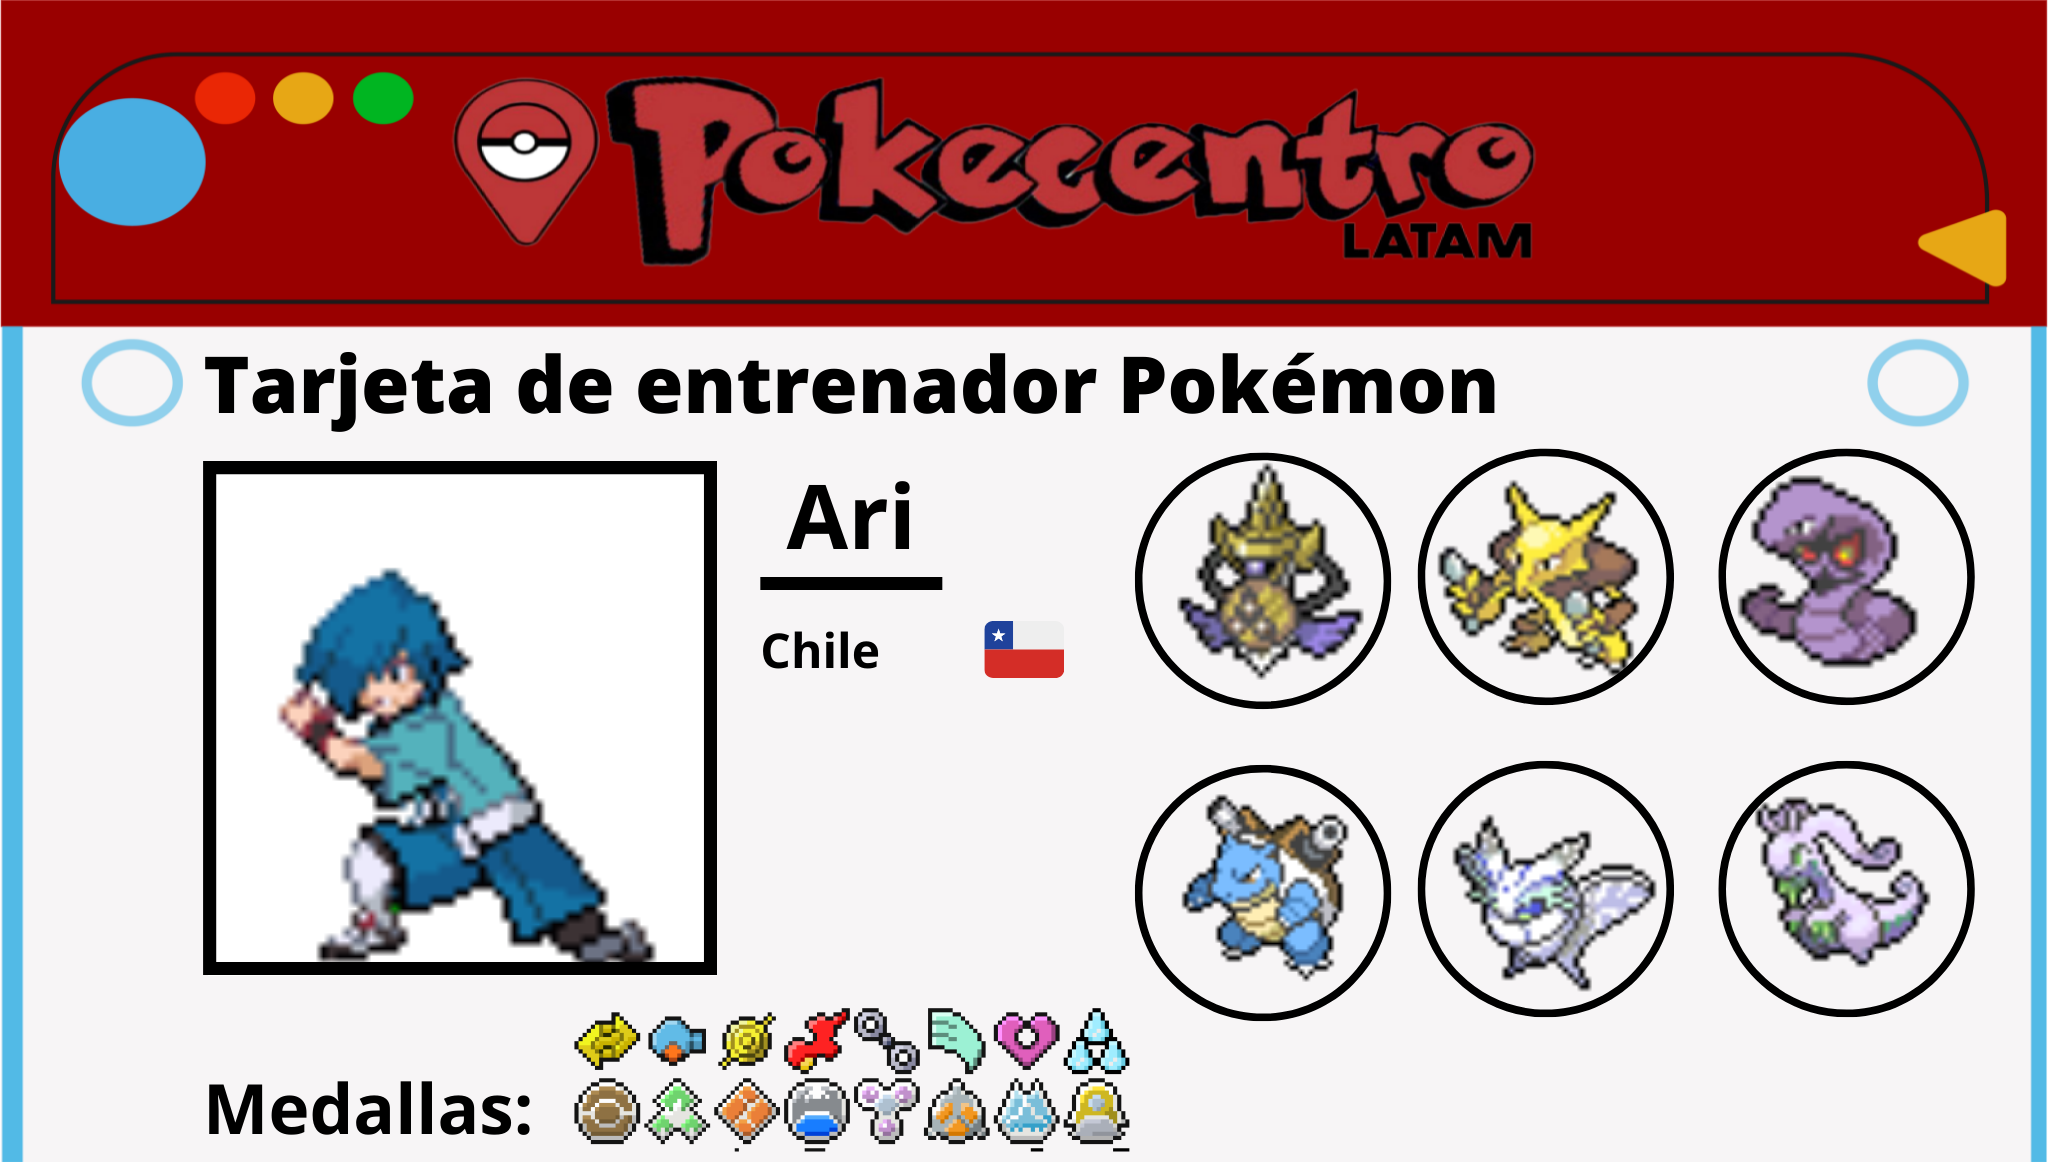 Pokecentro
LATAM
Tarjeta de entrenador Pokémon
Ari
Chile
Medallas: